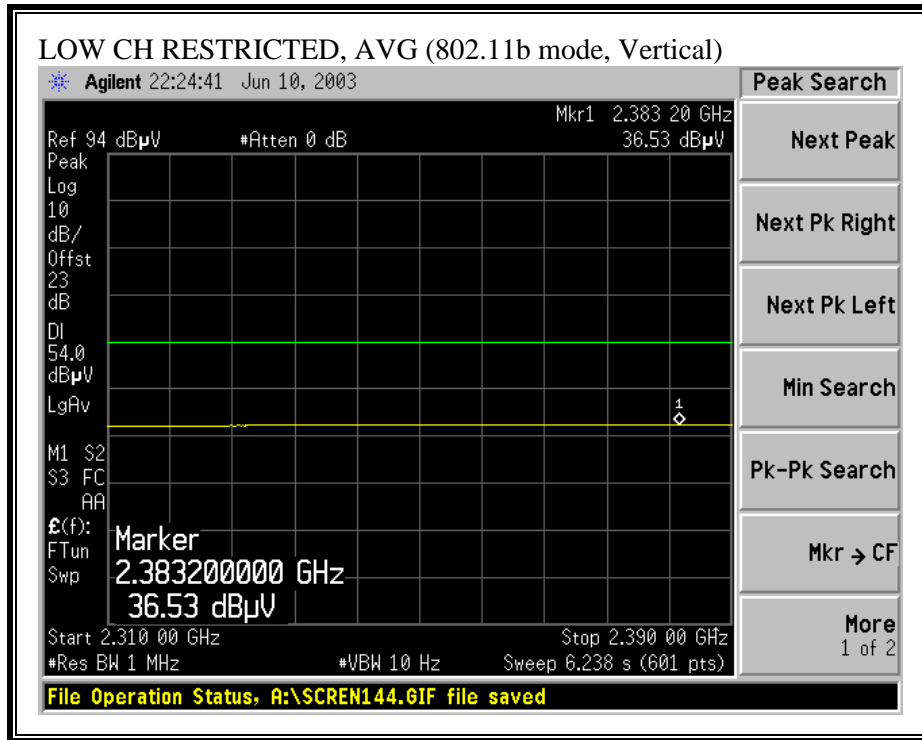 LOW CH RESTRICTED, AVG (802.11b mode, Vertical)
Agilent 22:24:41 Jun 10, 2003
Peak Search
Mkr1 2.383 20 GHz
Ref 94 dBµV #Atten 0 dB 36.53 dBµV
Peak
Log
10
dB/
Offst
23
dB
DI
54.0
dBµV
LgAv
1
M1 S2
S3 FC
AA
£(f):
FTun
Swp
Marker
2.383200000 GHz
36.53 dBµV
Start 2.310 00 GHz Stop 2.390 00 GHz
#Res BW 1 MHz #VBW 10 Hz Sweep 6.238 s (601 pts)
Next Peak
Next Pk Right
Next Pk Left
Min Search
Pk-Pk Search
Mkr → CF
More
1 of 2
File Operation Status, A:\SCREN144.GIF file saved